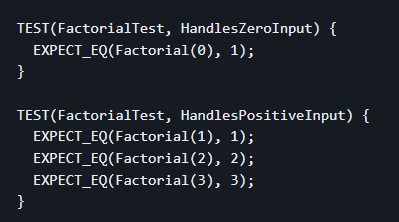 TEST(FactorialTest, HandlesZeroInput) {
  EXPECT_EQ(Factorial(0), 1);
}

TEST(FactorialTest, HandlesPositiveInput) {
  EXPECT_EQ(Factorial(1), 1);
  EXPECT_EQ(Factorial(2), 2);
  EXPECT_EQ(Factorial(3), 3);
}